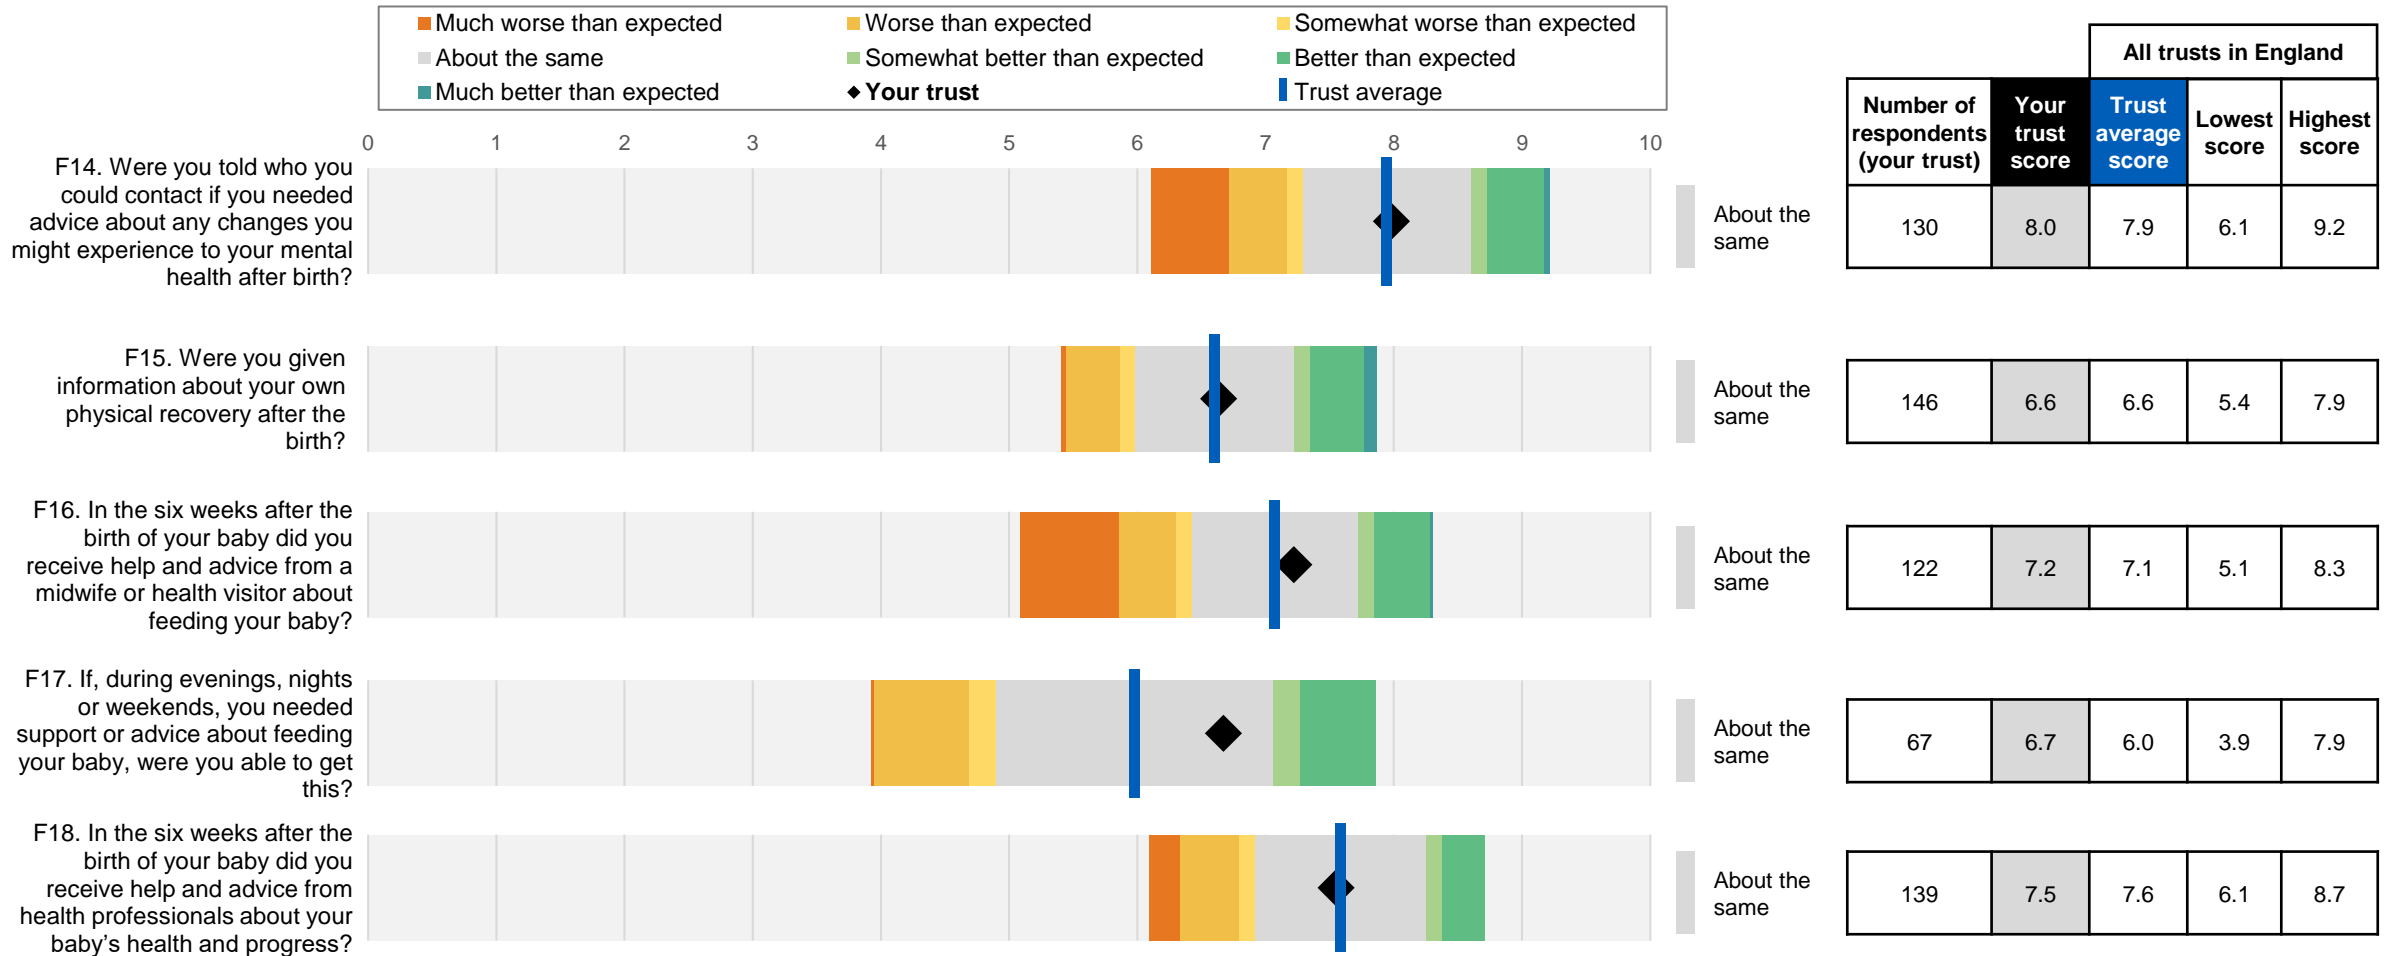 Much worse than expected
Worse than expected
Somewhat worse than expected
About the same
Somewhat better than expected
Better than expected
Much better than expected
Your trust
Trust average
All trusts in England
Number of
respondents
(your trust)
Your
trust
score
Trust
average
score
Lowest
score
Highest
score
0 1 2 3 4 5 6 7 8 9 10
F14. Were you told who you
could contact if you needed
advice about any changes you
might experience to your mental
health after birth?
About the
same
130 8.0 7.9 6.1 9.2
F15. Were you given
information about your own
physical recovery after the
birth?
About the
same
146 6.6 6.6 5.4 7.9
F16. In the six weeks after the
birth of your baby did you
receive help and advice from a
midwife or health visitor about
feeding your baby?
About the
same
122 7.2 7.1 5.1 8.3
F17. If, during evenings, nights
or weekends, you needed
support or advice about feeding
your baby, were you able to get
this?
About the
same
67 6.7 6.0 3.9 7.9
F18. In the six weeks after the
birth of your baby did you
receive help and advice from
health professionals about your
baby’s health and progress?
About the
same
139 7.5 7.6 6.1 8.7